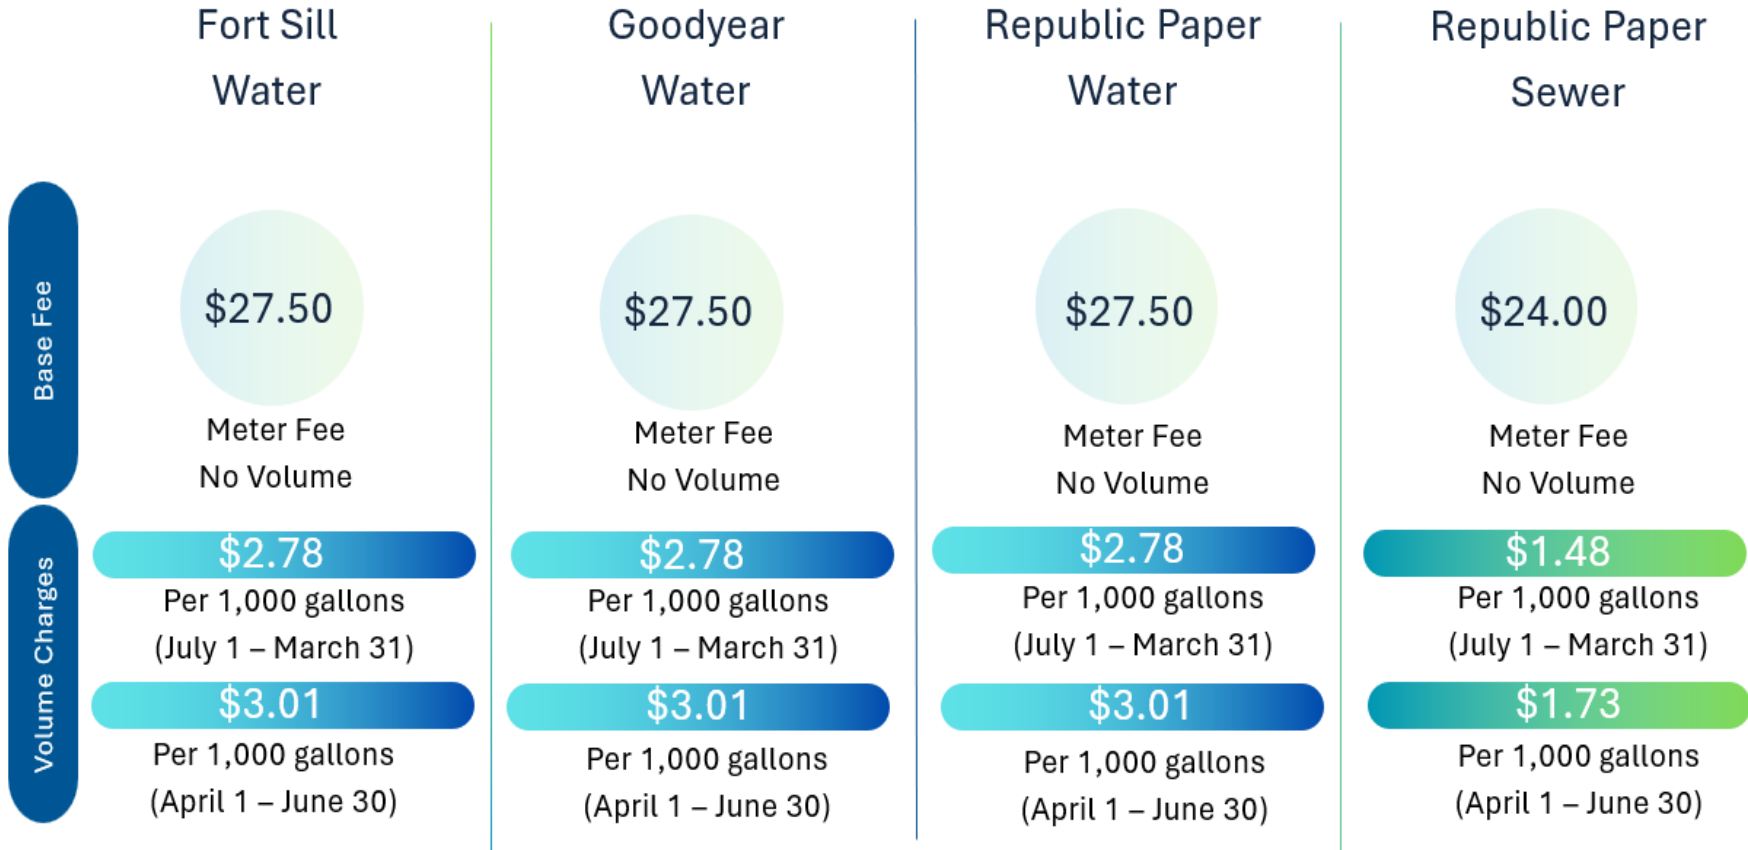 Fort Sill
Water
Goodyear
Water
Republic Paper
Water
Republic Paper
Sewer
Base Fee
$27.50
Meter Fee
No Volume
$27.50
Meter Fee
No Volume
$27.50
Meter Fee
No Volume
$24.00
Meter Fee
No Volume
Volume Charges
$2.78
Per 1,000 gallons
(July 1 – March 31)
$3.01
Per 1,000 gallons
(April 1 – June 30)
$2.78
Per 1,000 gallons
(July 1 – March 31)
$3.01
Per 1,000 gallons
(April 1 – June 30)
$2.78
Per 1,000 gallons
(July 1 – March 31)
$3.01
Per 1,000 gallons
(April 1 – June 30)
$1.48
Per 1,000 gallons
(July 1 – March 31)
$1.73
Per 1,000 gallons
(April 1 – June 30)